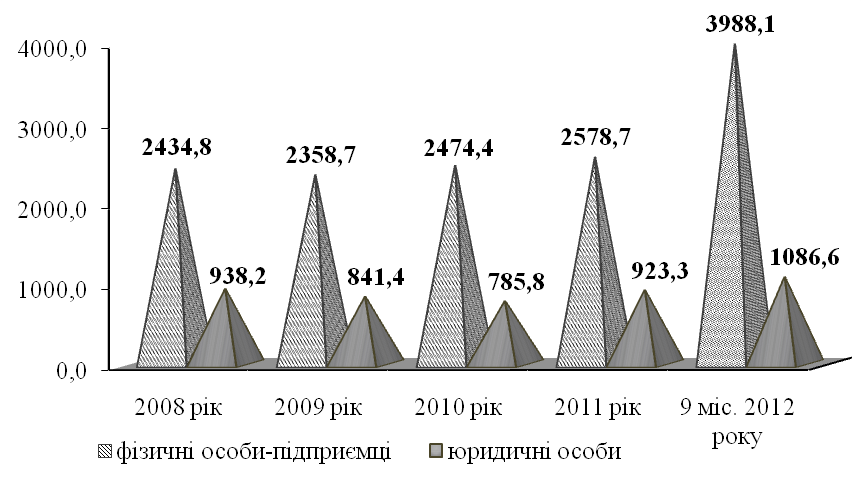 3988,1
4000,0
3000,0
2434,8
2358,7
2474,4
2578,7
2000,0
938,2
841,4
785,8
923,3
1086,6
1000,0
0,0
2008 рік
2009 рік
2010 рік
2011 рік
9 міс. 2012
року
фізичні особи-підприємці
юридичні особи